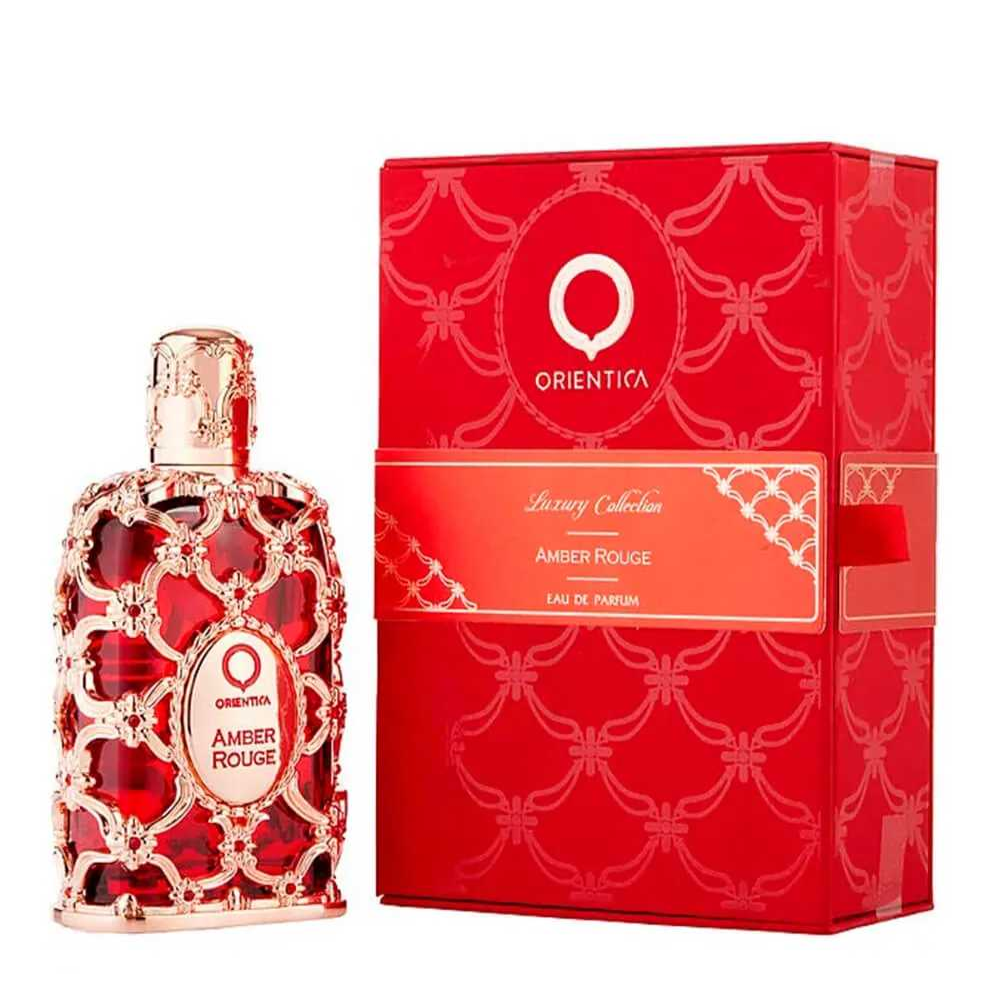 ORIENTICA
Luxury Collection
AMBER ROUGE
EAU DE PARFUM
ORIENTICA
AMBER
ROUGE